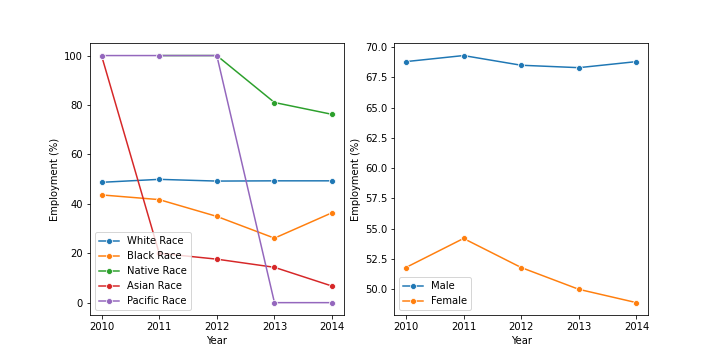 100
80
60
40
20
0
Employment (%)
White Race
Black Race
Native Race
Asian Race
Pacific Race
2010 2011 2012 2013 2014
Year
70.0
67.5
65.0
62.5
60.0
57.5
55.0
52.5
50.0
Employment (%)
Male
Female
2010 2011 2012 2013 2014
Year